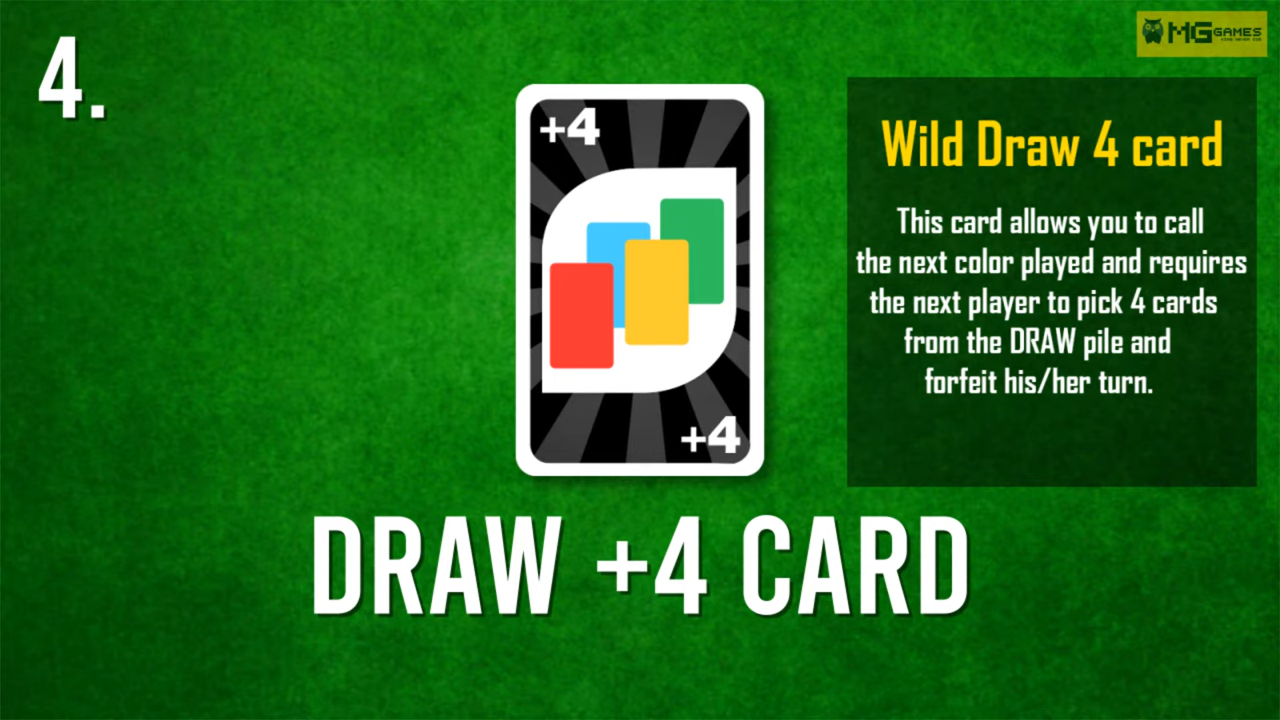 4.
MG GAMES
+4
+4
Wild Draw 4 card
This card allows you to call
the next color played and requires
the next player to pick 4 cards
from the DRAW pile and
forfeit his/her turn.
DRAW +4 CARD